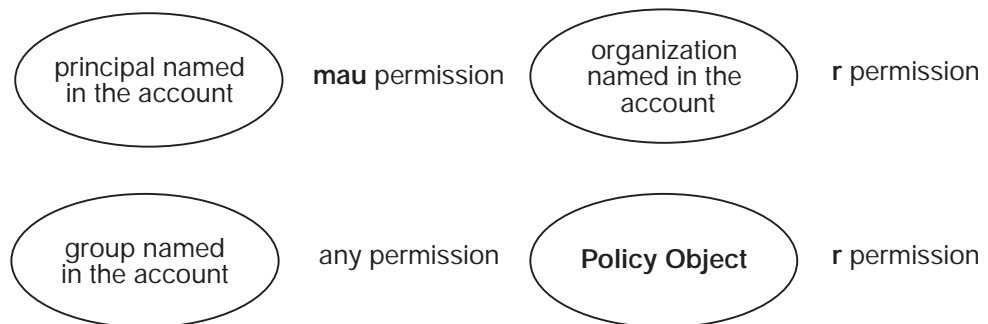 principal named
in the account
mau permission
organization
named in the
account
r permission
group named
in the account
any permission
Policy Object
r permission